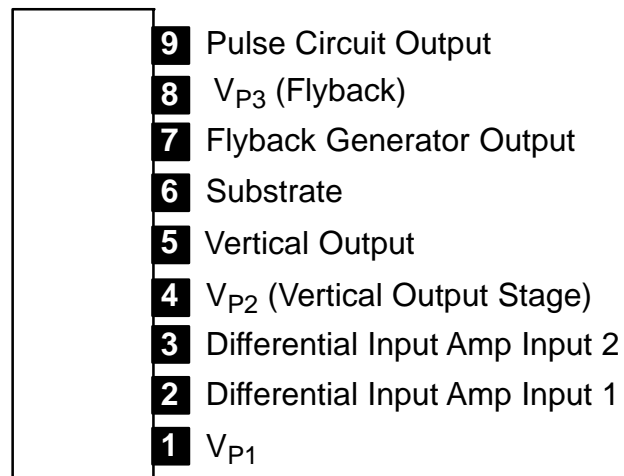 9 Pulse Circuit Output
8 VP3 (Flyback)
7 Flyback Generator Output
6 Substrate
5 Vertical Output
4 VP2 (Vertical Output Stage)
3 Differential Input Amp Input 2
2 Differential Input Amp Input 1
1 VP1